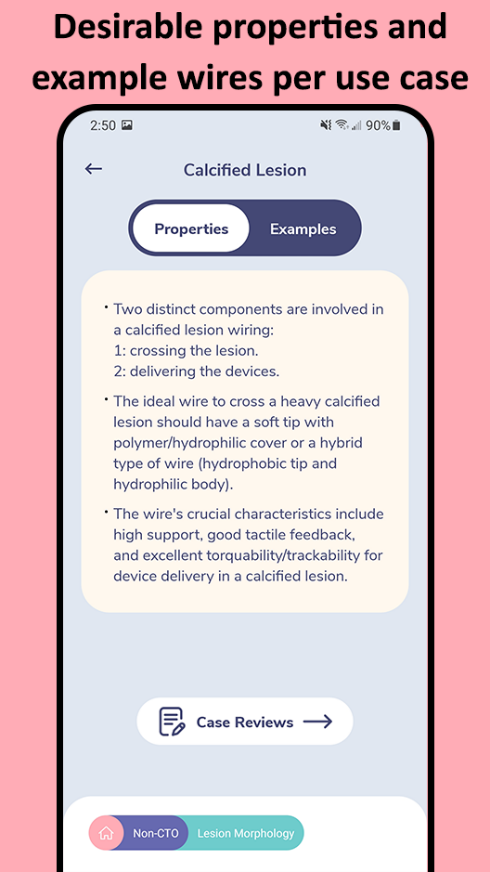 Desirable properties and
example wires per use case
2:50 90%
Calcified Lesion
Properties Examples
• Two distinct components are involved in
a calcified lesion wiring:
1: crossing the lesion.
2: delivering the devices.
• The ideal wire to cross a heavy calcified
lesion should have a soft tip with
polymer/hydrophilic cover or a hybrid
type of wire (hydrophobic tip and
hydrophilic body).
• The wire's crucial characteristics include
high support, good tactile feedback,
and excellent torquability/trackability for
device delivery in a calcified lesion.
Case Reviews
Non-CTO Lesion Morphology